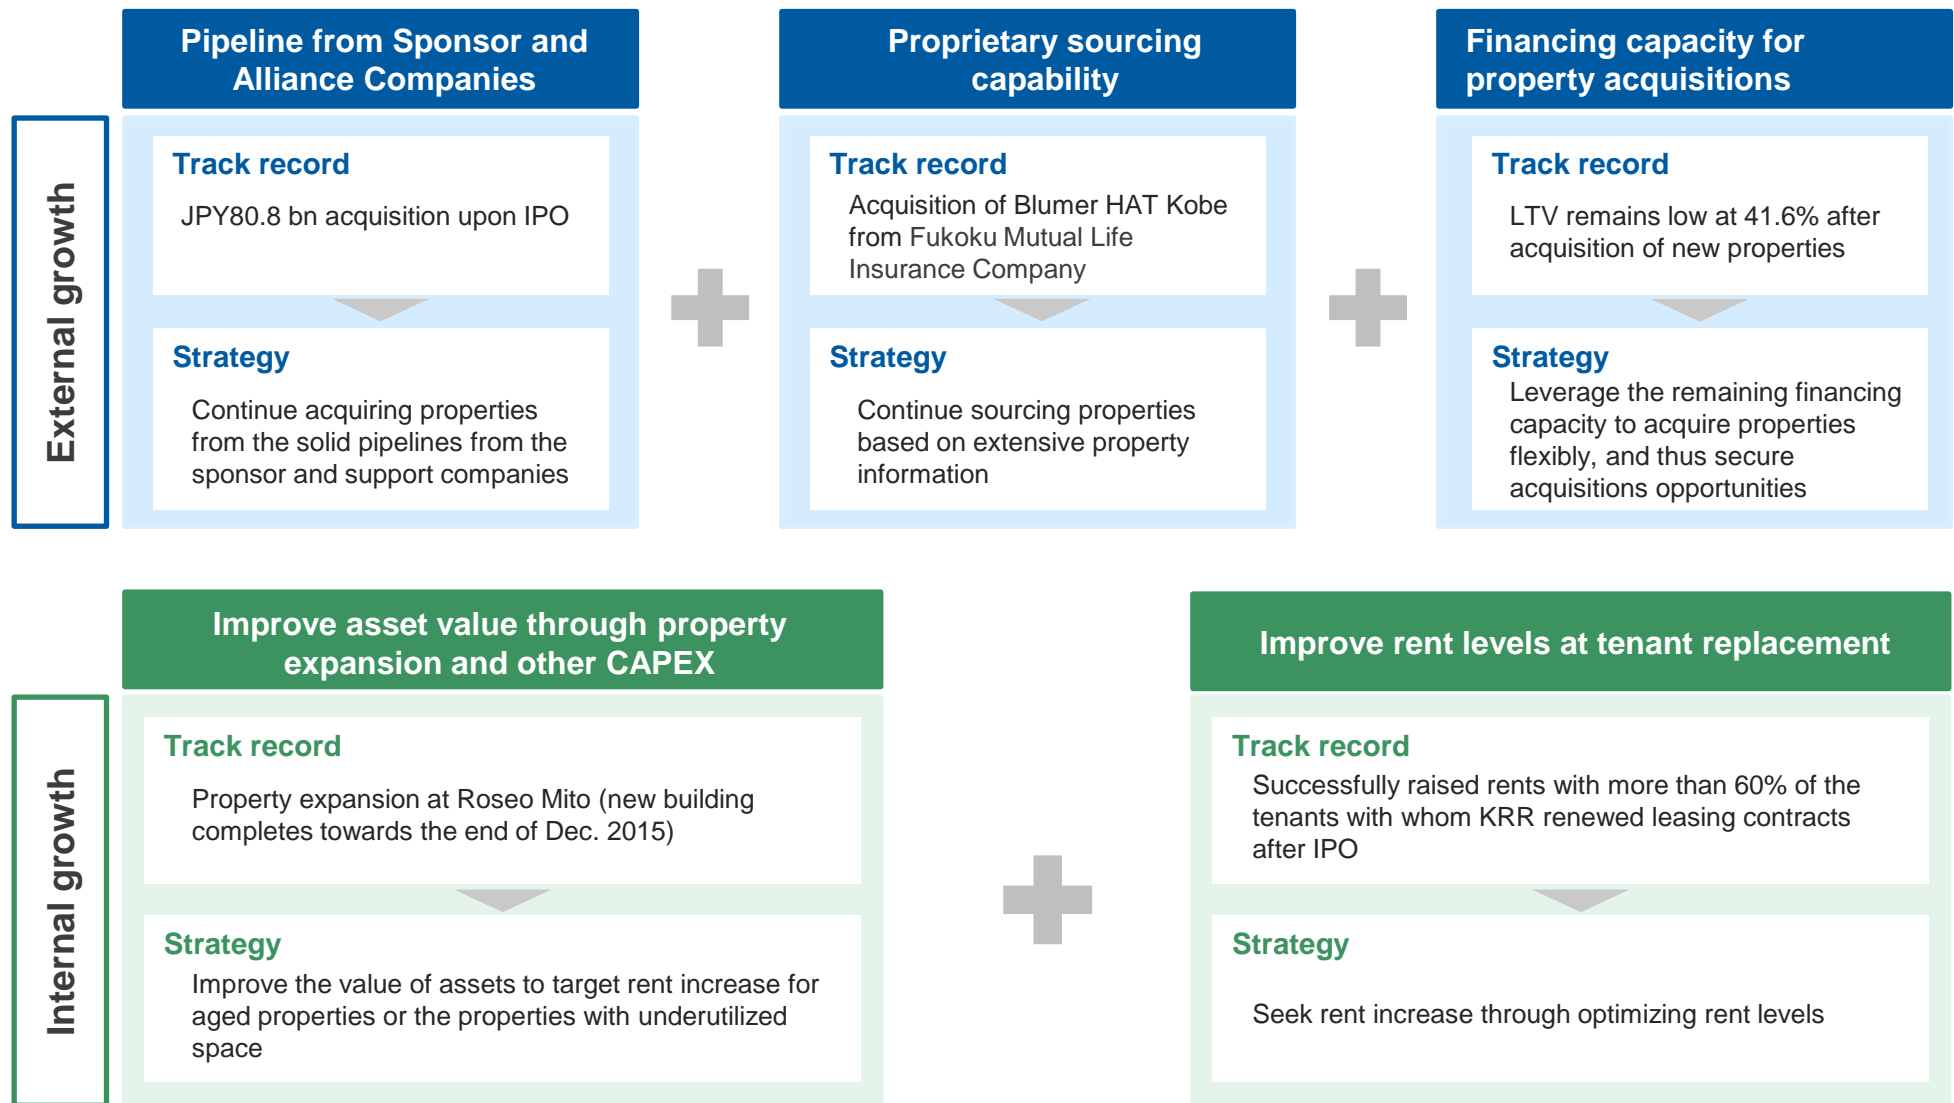 External growth
Pipeline from Sponsor and
Alliance Companies
Track record
JPY80.8 bn acquisition upon IPO
Strategy
Continue acquiring properties
from the solid pipelines from the
sponsor and support companies
Proprietary sourcing
capability
Track record
Acquisition of Blumer HAT Kobe
from Fukoku Mutual Life
Insurance Company
Strategy
Continue sourcing properties
based on extensive property
information
Financing capacity for
property acquisitions
Track record
LTV remains low at 41.6% after
acquisition of new properties
Strategy
Leverage the remaining financing
capacity to acquire properties
flexibly, and thus secure
acquisitions opportunities
Internal growth
Improve asset value through property
expansion and other CAPEX
Track record
Property expansion at Roseo Mito (new building
completes towards the end of Dec. 2015)
Strategy
Improve the value of assets to target rent increase for
aged properties or the properties with underutilized
space
Improve rent levels at tenant replacement
Track record
Successfully raised rents with more than 60% of the
tenants with whom KRR renewed leasing contracts
after IPO
Strategy
Seek rent increase through optimizing rent levels